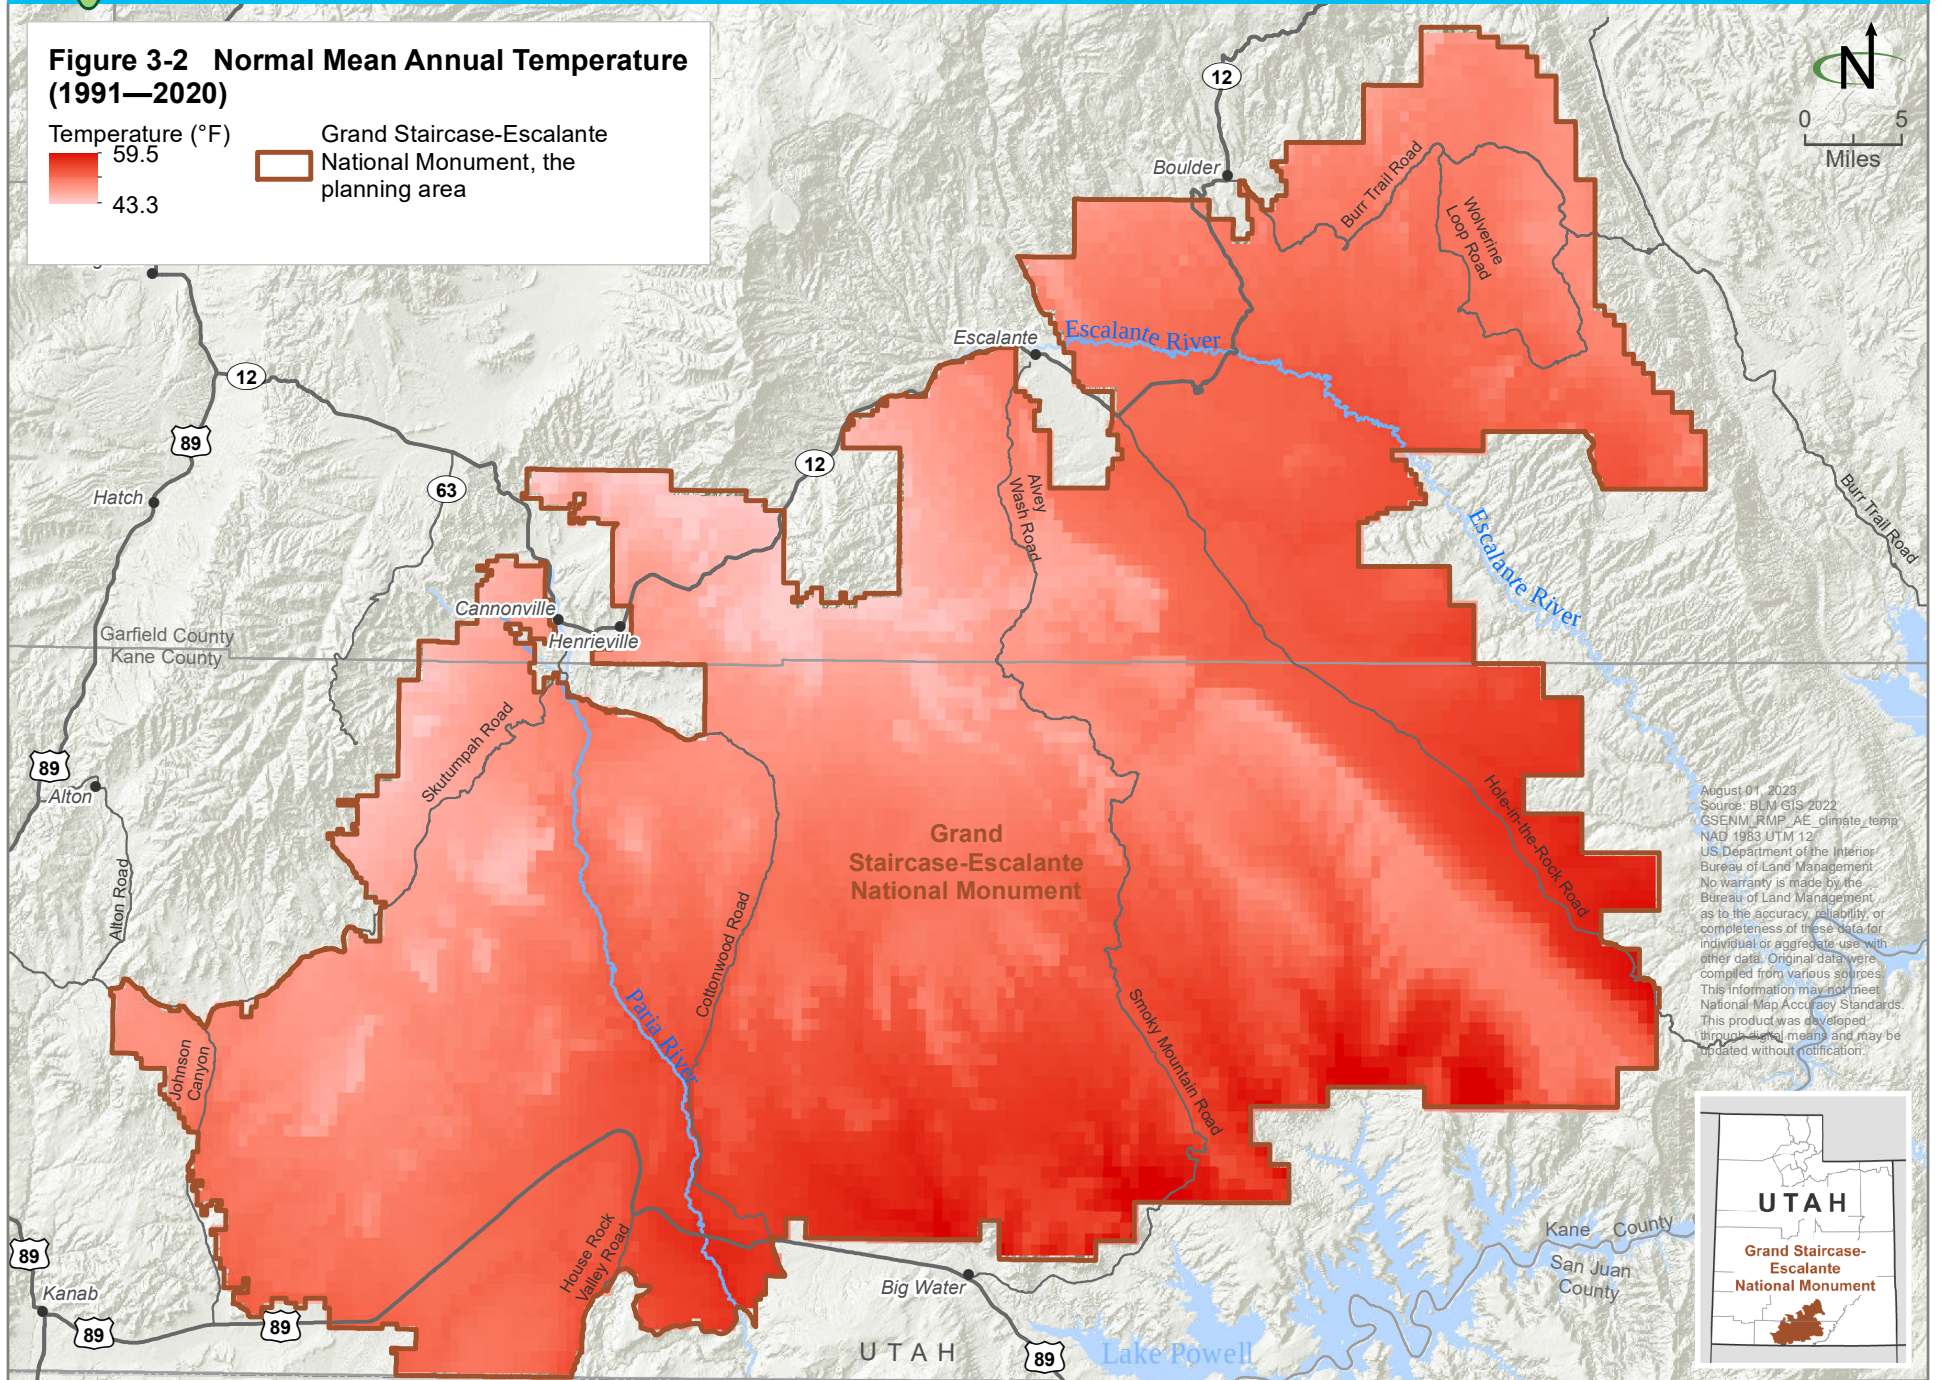 Figure 3-2 Normal Mean Annual Temperature
(1991—2020)
Temperature (°F)
59.5
43.3
Grand Staircase-Escalante
National Monument, the
planning area
N
0 5
Miles
12
Boulder
Burr Trail Road
Wolverine
Loop Road
Escalante
Escalante River
12
89
12
63
Hatch
Alvey
Wash Road
Burr Trail Road
Escalante River
Cannonville
Henrieville
Garfield County
Kane County
Skutumpah Road
89
Alton
Alton Road
Hole-in-the-Rock Road
Grand
Staircase-Escalante
National Monument
Cottonwood Road
Paria River
Smoky Mountain Road
Johnson
Canyon
House Rock
Valley Road
August 01, 2023
Source: BLM GIS 2022
GSENM_RMP_AE_climate_temp
NAD 1983 UTM 12
US Department of the Interior
Bureau of Land Management
No warranty is made by the
Bureau of Land Management
as to the accuracy, reliability, or
completeness of these data for
individual or aggregate use with
other data. Original data were
compiled from various sources.
This information may not meet
National Map Accuracy Standards.
This product was developed
through digital means and may be
updated without notification.
UTAH
Grand Staircase-
Escalante
National Monument
Kane County
San Juan
County
89
Kanab
89
89
Big Water
UTAH
89
Lake Powell